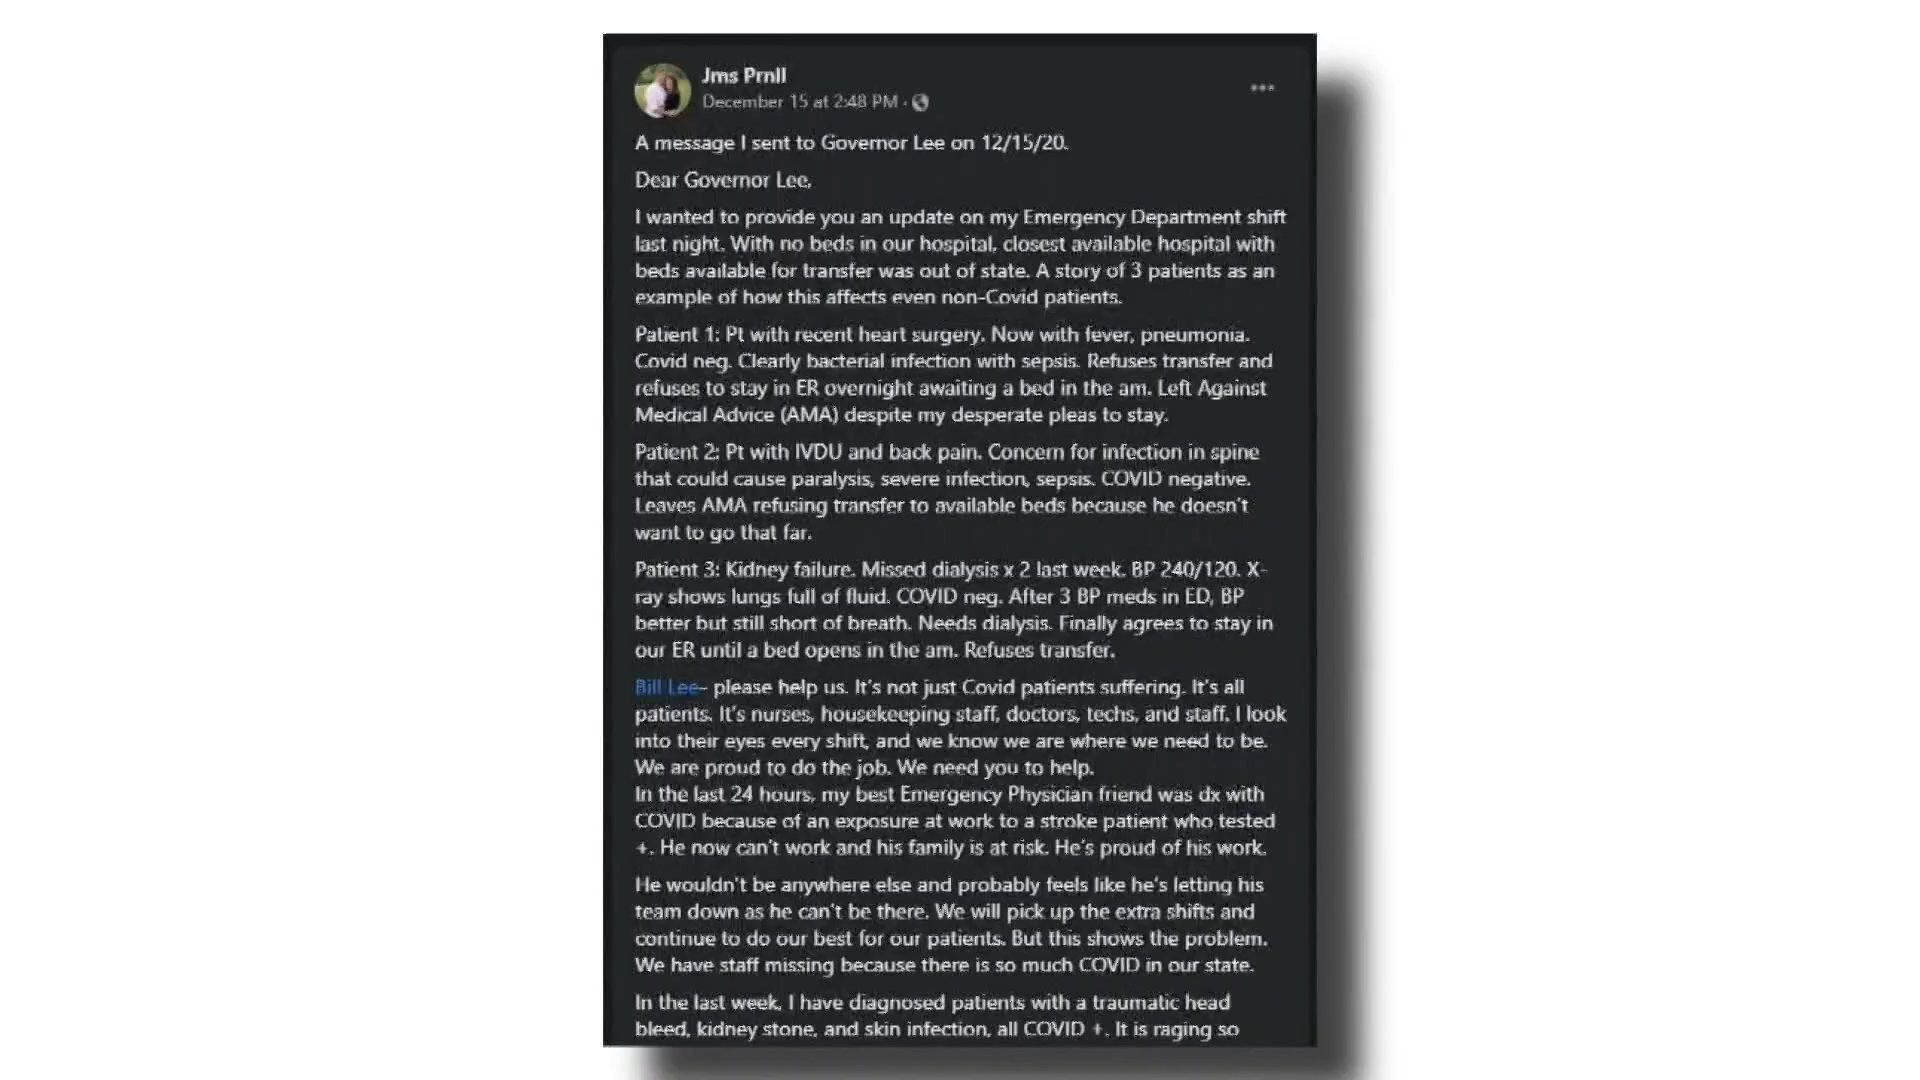 Jms Prnll
December 15 at 2:48 PM ·
A message I sent to Governor Lee on 12/15/20.
Dear Governor Lee,
I wanted to provide you an update on my Emergency Department shift
last night. With no beds in our hospital, closest available hospital with
beds available for transfer was out of state. A story of 3 patients as an
example of how this affects even non-Covid patients.
Patient 1: Pt with recent heart surgery. Now with fever, pneumonia.
Covid neg. Clearly bacterial infection with sepsis. Refuses transfer and
refuses to stay in ER overnight awaiting a bed in the am. Left Against
Medical Advice (AMA) despite my desperate pleas to stay.
Patient 2: Pt with IVDU and back pain. Concern for infection in spine
that could cause paralysis, severe infection, sepsis. COVID negative.
Leaves AMA refusing transfer to available beds because he doesn't
want to go that far.
Patient 3: Kidney failure. Missed dialysis x 2 last week. BP 240/120. X-
ray shows lungs full of fluid. COVID neg. After 3 BP meds in ED, BP
better but still short of breath. Needs dialysis. Finally agrees to stay in
our ER until a bed opens in the am. Refuses transfer.
Bill Lee- please help us. It's not just Covid patients suffering. It's all
patients. It's nurses, housekeeping staff, doctors, techs, and staff. I look
into their eyes every shift, and we know we are where we need to be.
We are proud to do the job. We need you to help.
In the last 24 hours, my best Emergency Physician friend was dx with
COVID because of an exposure at work to a stroke patient who tested
+. He now can't work and his family is at risk. He's proud of his work.
He wouldn't be anywhere else and probably feels like he's letting his
team down as he can't be there. We will pick up the extra shifts and
continue to do our best for our patients. But this shows the problem.
We have staff missing because there is so much COVID in our state.
In the last week, I have diagnosed patients with a traumatic head
bleed, kidney stone, and skin infection, all COVID +. It is raging so